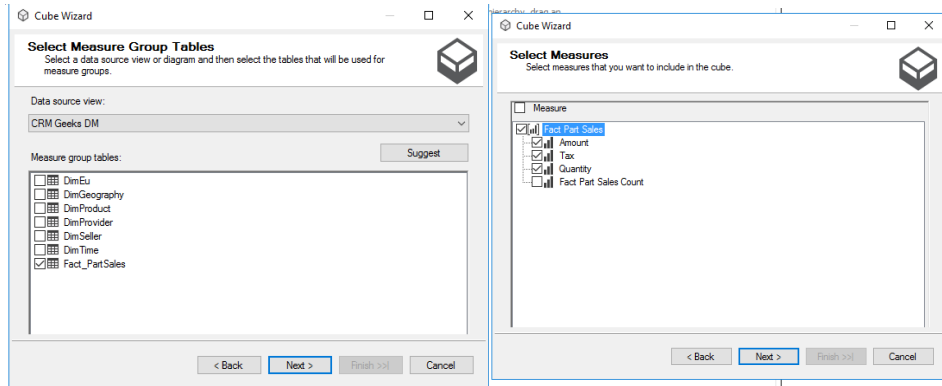 Cube Wizard
Select Measure Group Tables
Select a data source view or diagram and then select the tables that will be used for
measure groups.
Data source view:
CRM Geeks DM
Measure group tables:
Suggest
DimEu
DimGeography
DimProduct
DimProvider
DimSeller
DimTime
Fact_PartSales
< Back
Next >
Finish >>|
Cancel
Cube Wizard
Select Measures
Select measures that you want to include in the cube.
Measure
Fact Part Sales
Amount
Tax
Quantity
Fact Part Sales Count
< Back
Next >
Finish >>|
Cancel